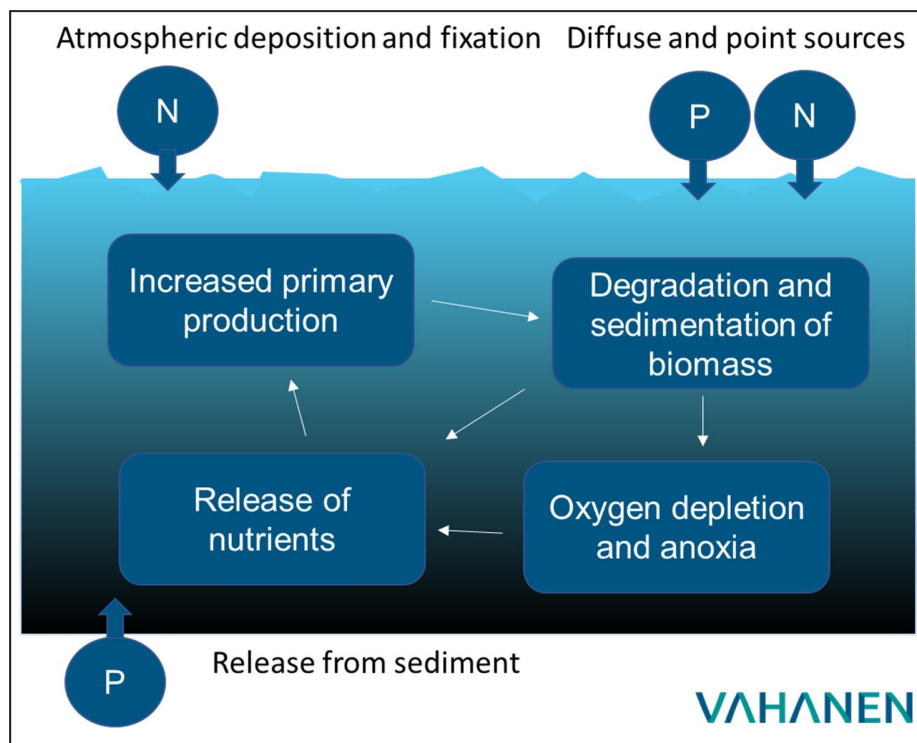 Atmospheric deposition and fixation
Diffuse and point sources
N
P
N
Increased primary
production
Degradation and
sedimentation of
biomass
Release of
nutrients
Oxygen depletion
and anoxia
P
Release from sediment
VAHANEN